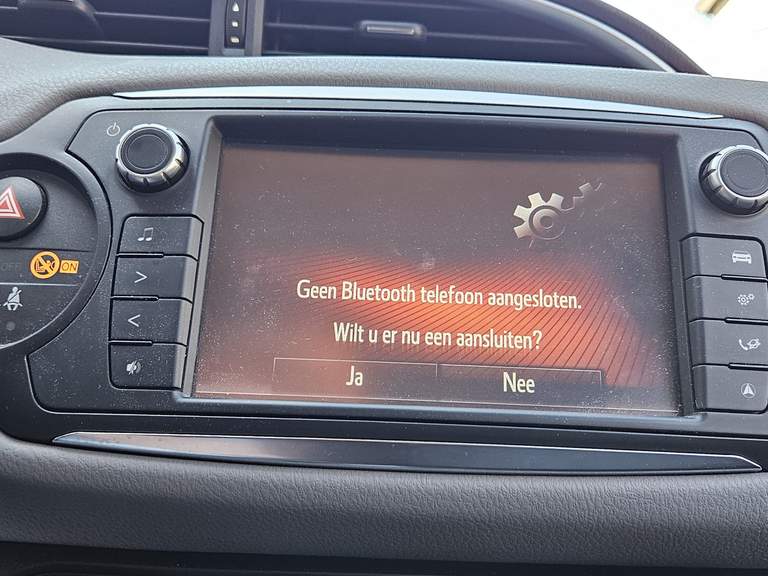 OFF
ON
Geen Bluetooth telefoon aangesloten.
Wilt u er nu een aansluiten?
Ja
Nee